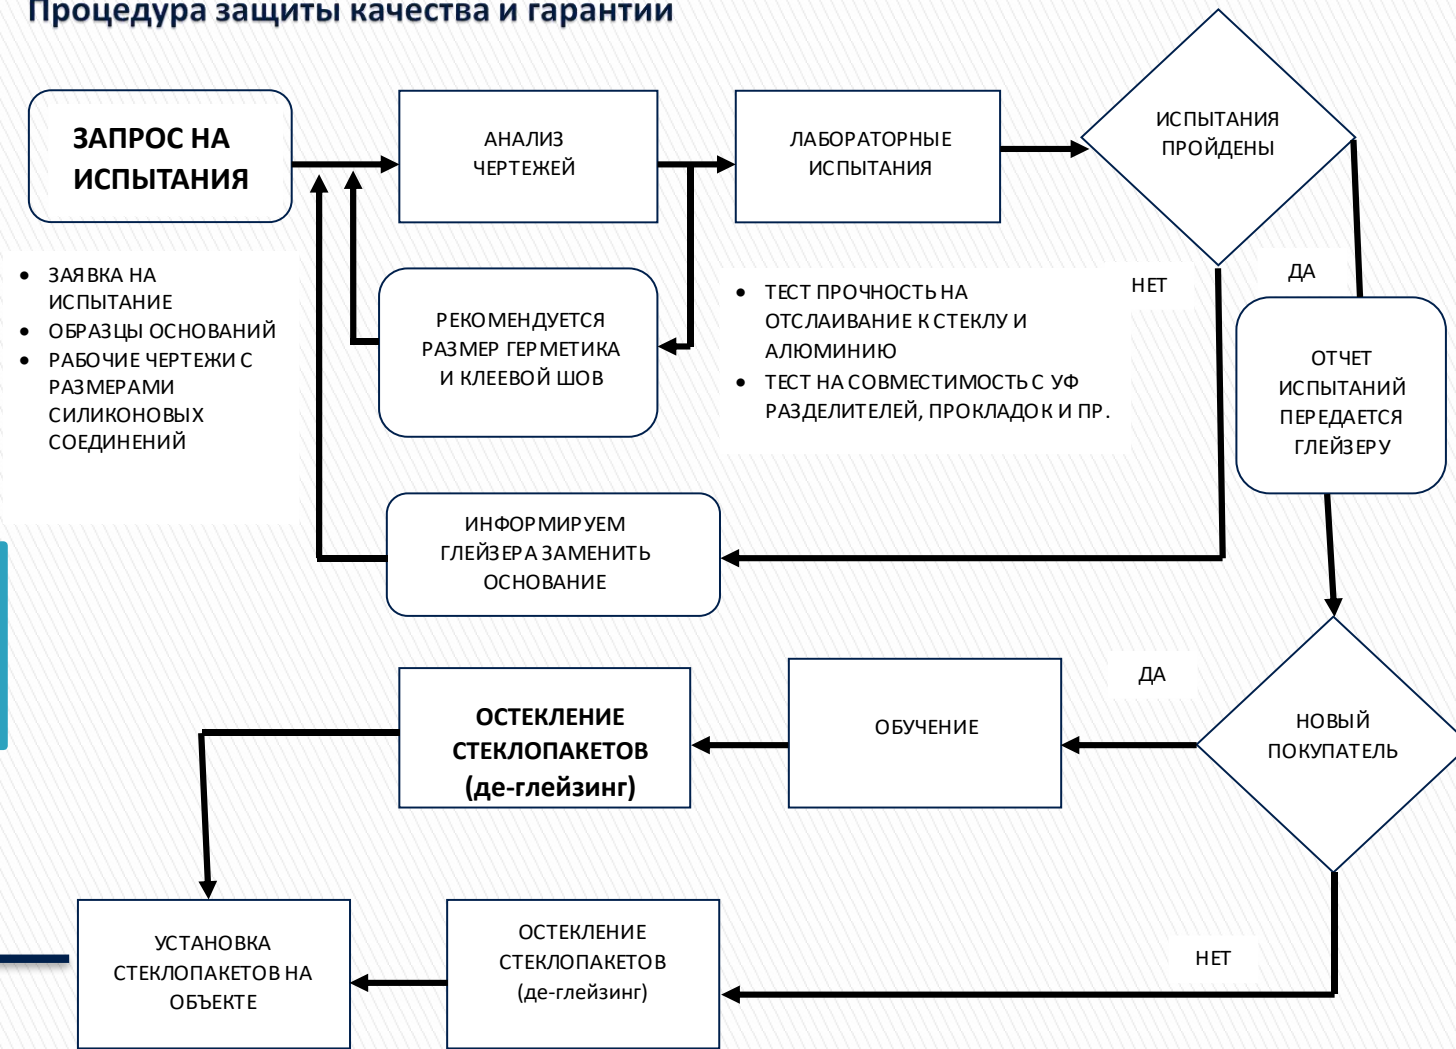 Процедура защиты качества и гарантии
ЗАПРОС НА
ИСПЫТАНИЯ
АНАЛИЗ
ЧЕРТЕЖЕЙ
ЛАБОРАТОРНЫЕ
ИСПЫТАНИЯ
ИСПЫТАНИЯ
ПРОЙДЕНЫ
• ЗАЯВКА НА
ИСПЫТАНИЕ
• ОБРАЗЦЫ ОСНОВАНИЙ
• РАБОЧИЕ ЧЕРТЕЖИ С
РАЗМЕРАМИ
СИЛИКОНОВЫХ
СОЕДИНЕНИЙ
РЕКОМЕНДУЕТСЯ
РАЗМЕР ГЕРМЕТИКА
И КЛЕЕВОЙ ШОВ
• ТЕСТ ПРОЧНОСТЬ НА
ОТСЛАИВАНИЕ К СТЕКЛУ И
АЛЮМИНИЮ
• ТЕСТ НА СОВМЕСТИМОСТЬ С УФ
РАЗДЕЛИТЕЛЕЙ, ПРОКЛАДОК И ПР.
НЕТ
ДА
ОТЧЕТ
ИСПЫТАНИЙ
ПЕРЕДАЕТСЯ
ГЛЕЙЗЕРУ
ИНФОРМИРУЕМ
ГЛЕЙЗЕРА ЗАМЕНИТЬ
ОСНОВАНИЕ
ОСТЕКЛЕНИЕ
СТЕКЛОПАКЕТОВ
(де-глейзинг)
ОБУЧЕНИЕ
ДА
НОВЫЙ
ПОКУПАТЕЛЬ
УСТАНОВКА
СТЕКЛОПАКЕТОВ НА
ОБЪЕКТЕ
ОСТЕКЛЕНИЕ
СТЕКЛОПАКЕТОВ
(де-глейзинг)
НЕТ